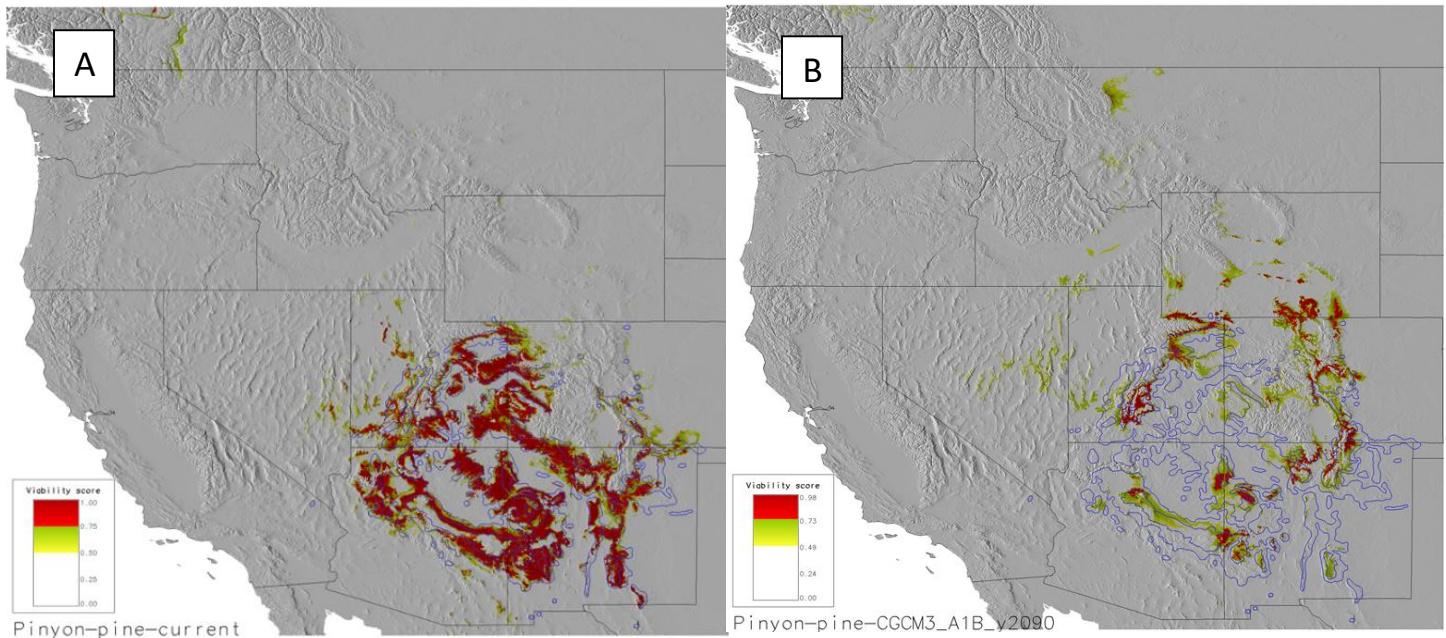 A
B
Viability score
1.00
0.75
0.50
0.25
0.00
Pinyon-pine-current
Viability score
0.98
0.73
0.49
0.24
0.00
Pinyon-pine-CGCM3_A1B_y2090